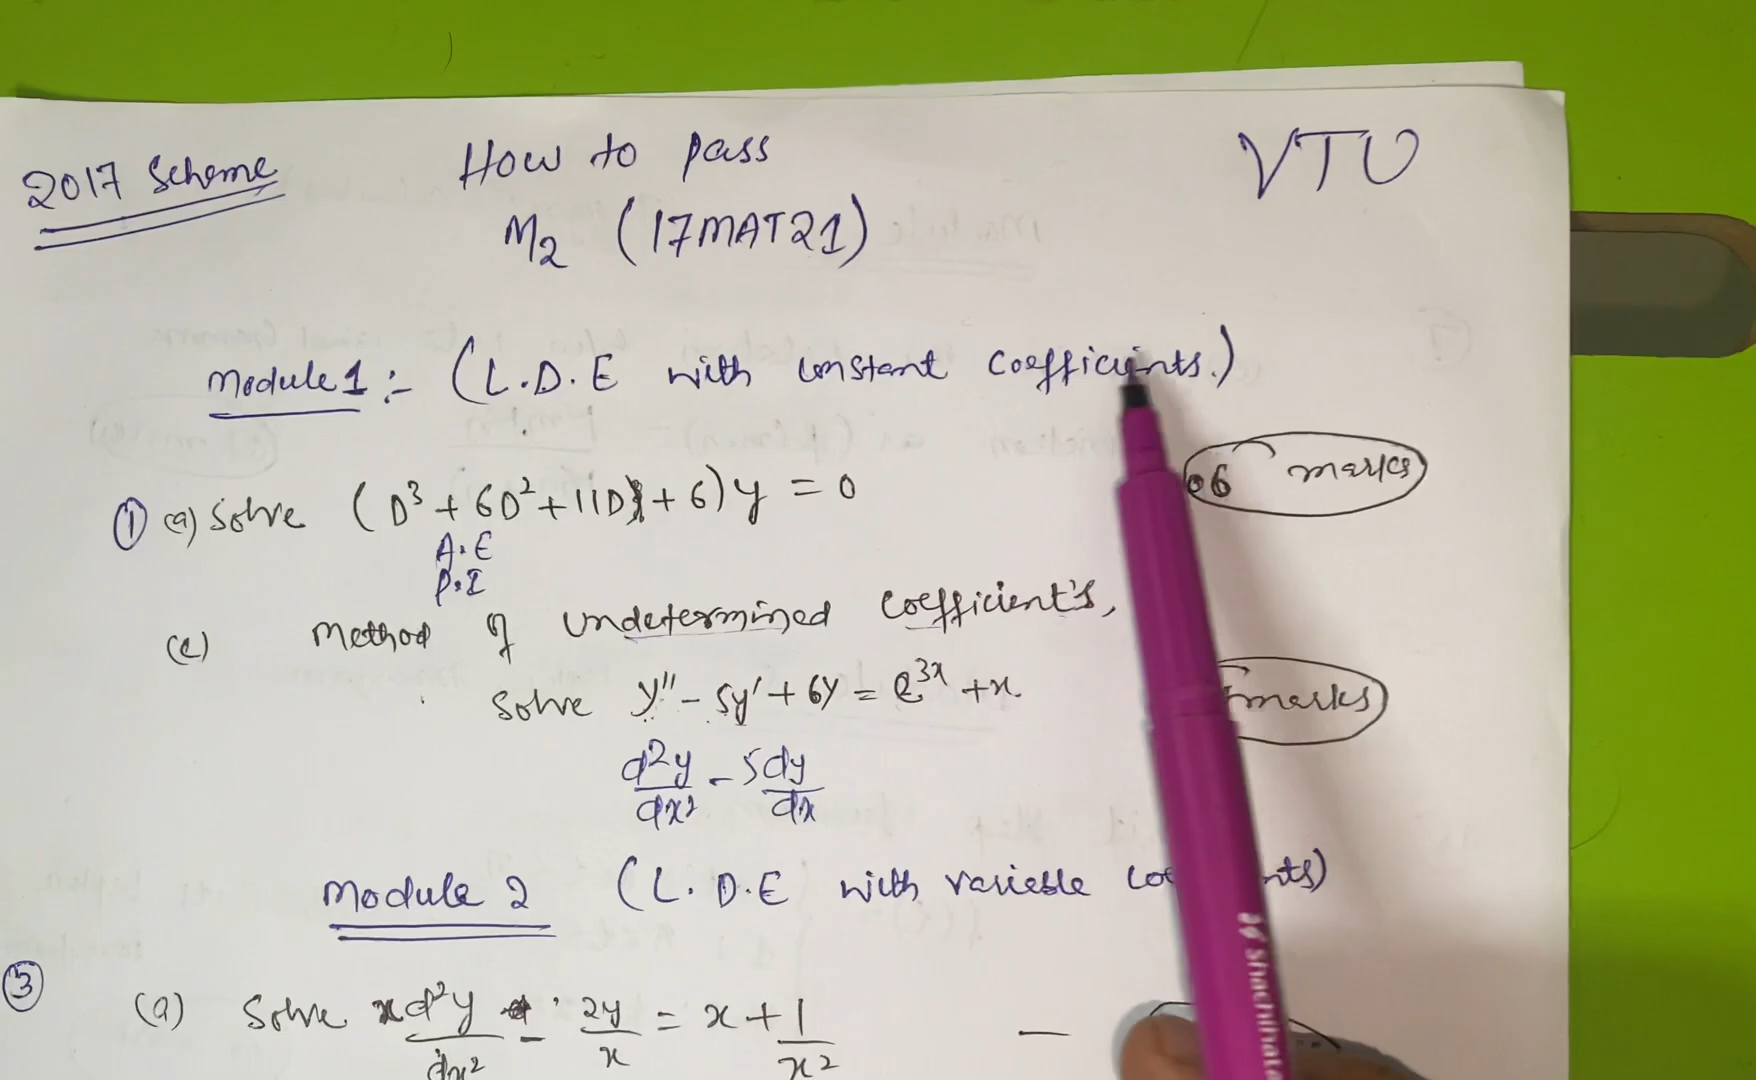 2017 Scheme
How to pass
VTU
M2 (17MAT21)
Module 1 :- (L.D.E with constant coefficients.)
① (a) Solve (D³ + 6D² + 11D + 6)y = 0
06 marks
A.E
P.I
(c) Method of undetermined coefficient's,
Solve y'' - 5y' + 6y = e^3x + x.
marks
d²y/dx² - 5dy/dx
Module 2 (L.D.E with variable
③ (a) Solve x d²y/dx² - 2y/x = x + 1/x² —